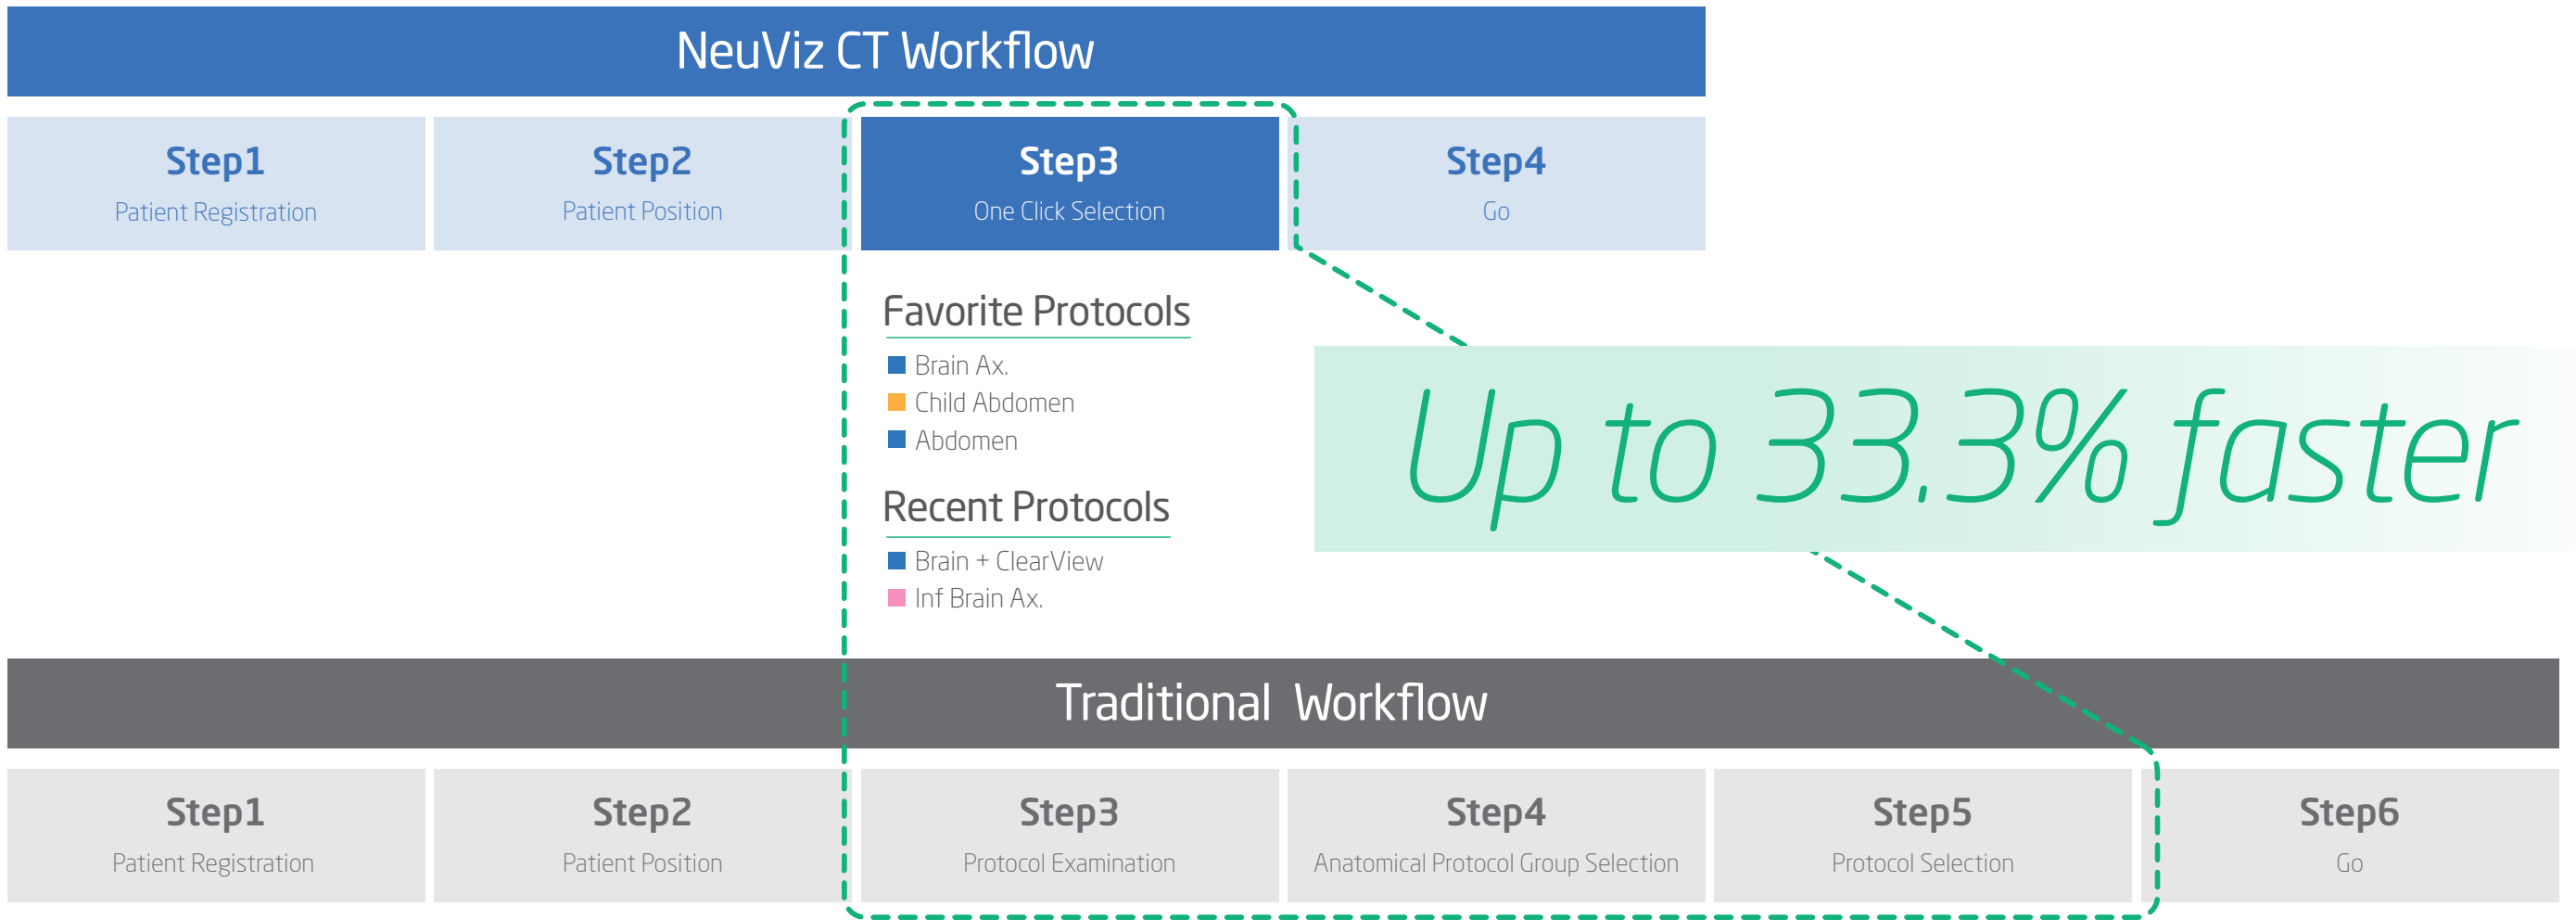 NeuViz CT Workflow
Step1
Patient Registration
Step2
Patient Position
Step3
One Click Selection
Step4
Go
Favorite Protocols
Brain Ax.
Child Abdomen
Abdomen
Recent Protocols
Brain + ClearView
Inf Brain Ax.
Up to 33.3% faster
Traditional Workflow
Step1
Patient Registration
Step2
Patient Position
Step3
Protocol Examination
Step4
Anatomical Protocol Group Selection
Step5
Protocol Selection
Step6
Go